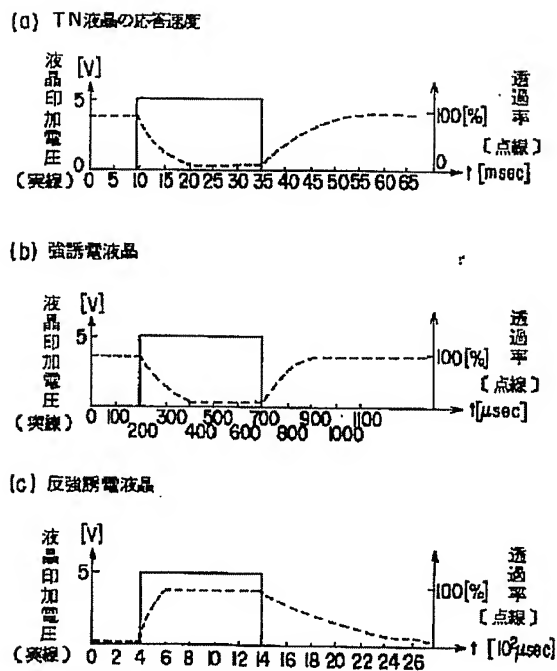 (a) TN液晶の応答速度
液晶印加電圧
(実線)
[V]
5
0
透過率
[点線]
100[%]
0
0 5 10 15 20 25 30 35 40 45 50 55 60 65
t [msec]
(b) 強誘電液晶
液晶印加電圧
(実線)
[V]
5
透過率
[点線]
100[%]
0 100 200 300 400 500 600 700 800 900 1000 1100
t[μsec]
(c) 反強誘電液晶
液晶印加電圧
(実線)
[V]
5
透過率
[点線]
100[%]
0 2 4 6 8 10 12 14 16 18 20 22 24 26
t [10²μsec]